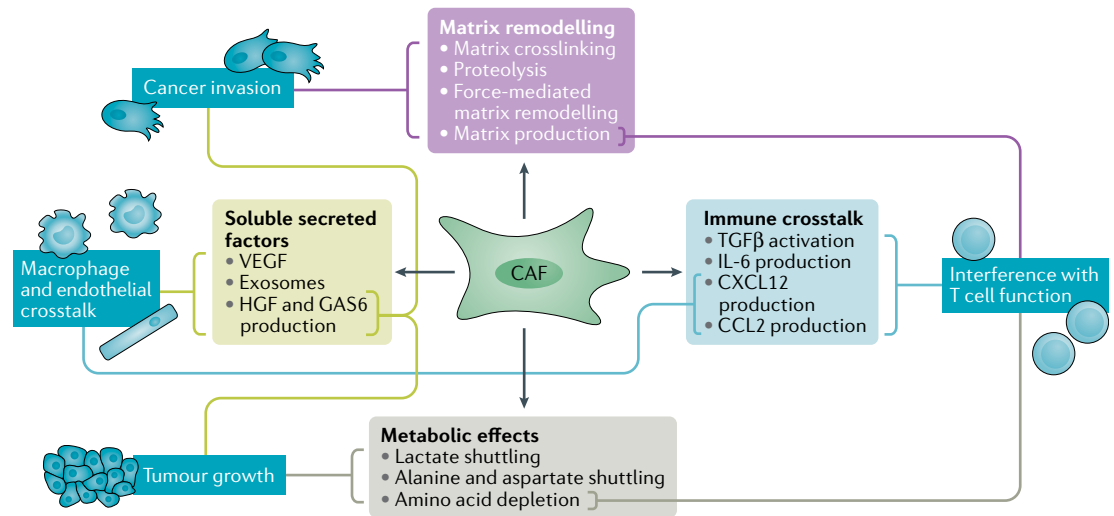 Matrix remodelling
• Matrix crosslinking
• Proteolysis
• Force-mediated
matrix remodelling
• Matrix production
Cancer invasion
Soluble secreted
factors
• VEGF
• Exosomes
• HGF and GAS6
production
Macrophage
and endothelial
crosstalk
CAF
Immune crosstalk
• TGFβ activation
• IL-6 production
• CXCL12
production
• CCL2 production
Interference with
T cell function
Metabolic effects
• Lactate shuttling
• Alanine and aspartate shuttling
• Amino acid depletion
Tumour growth